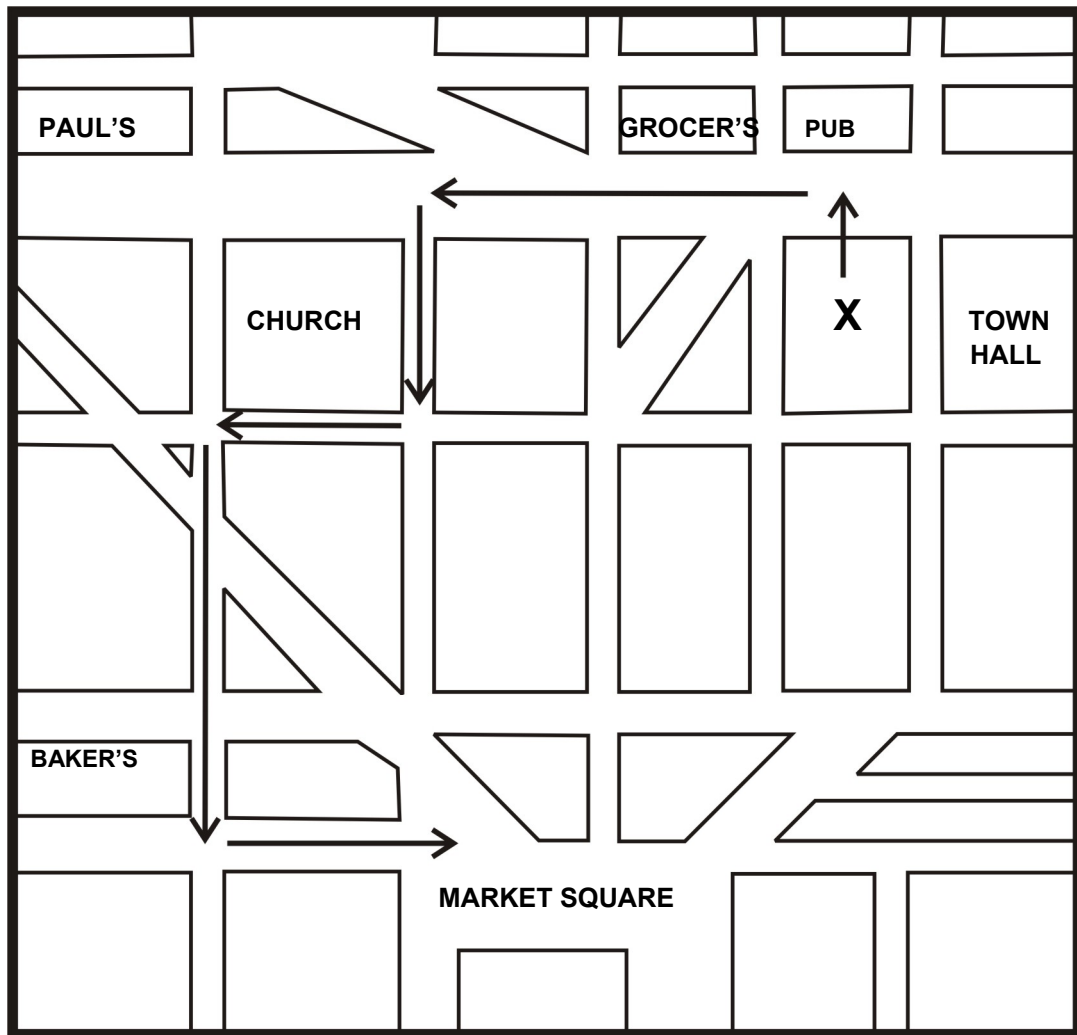 PAUL'S
GROCER'S
PUB
CHURCH
X
TOWN
HALL
BAKER'S
MARKET SQUARE